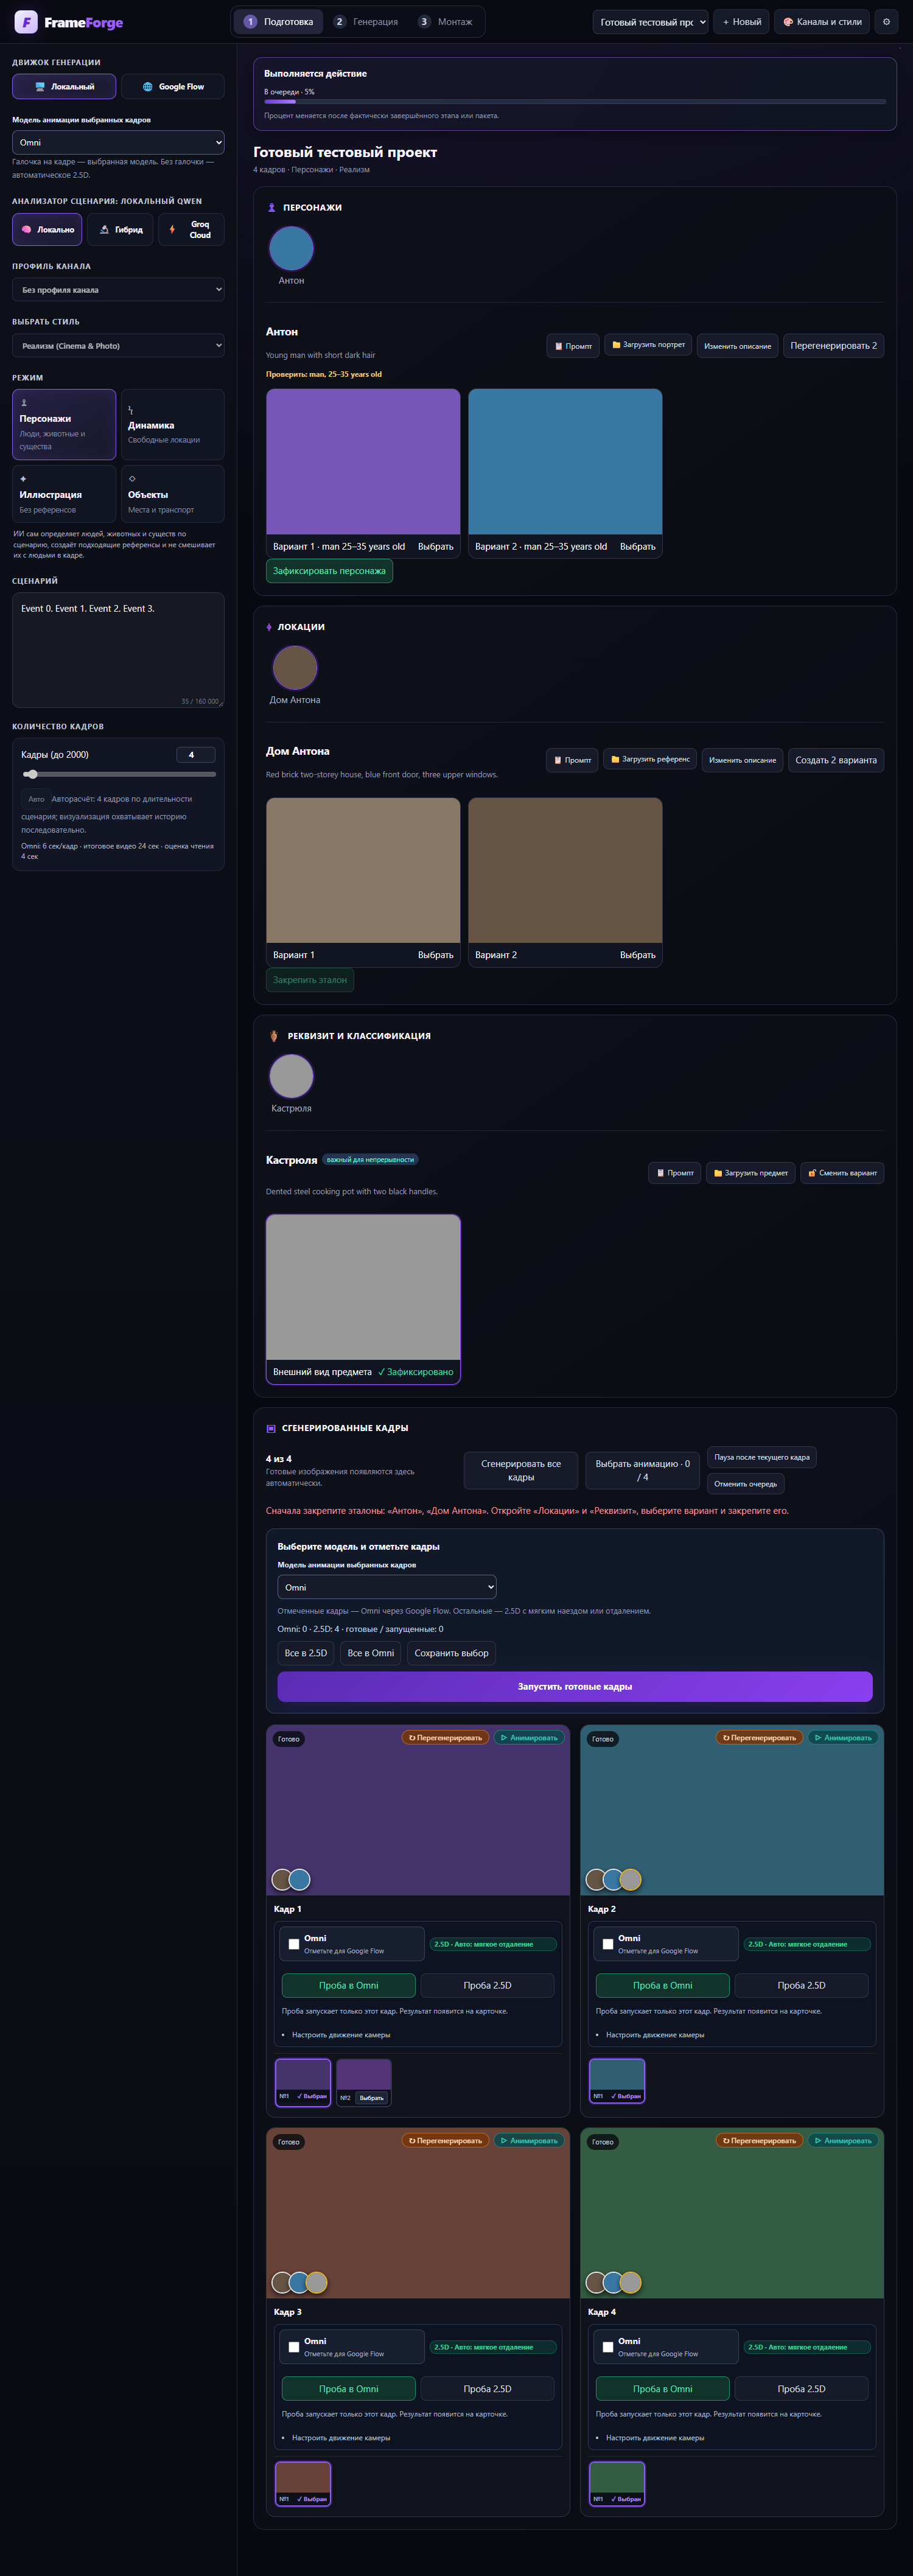 F FrameForge
1 Подготовка
2 Генерация
3 Монтаж
Готовый тестовый прс
+ Новый
Каналы и стили
ДВИЖОК ГЕНЕРАЦИИ
Локальный
Google Flow
Модель анимации выбранных кадров
Omni
Галочка на кадре — выбранная модель. Без галочки —
автоматическое 2.5D.
АНАЛИЗАТОР СЦЕНАРИЯ: ЛОКАЛЬНЫЙ QWEN
Локально
Гибрид
Groq
Cloud
ПРОФИЛЬ КАНАЛА
Без профиля канала
ВЫБРАТЬ СТИЛЬ
Реализм (Cinema & Photo)
РЕЖИМ
Персонажи
Люди, животные и
существа
Динамика
Свободные локации
Иллюстрация
Без референсов
Объекты
Места и транспорт
ИИ сам определяет людей, животных и существ по
сценарию, создаёт подходящие референсы и не смешивает
их с людьми в кадре.
СЦЕНАРИЙ
Event 0. Event 1. Event 2. Event 3.
35 / 160 000
КОЛИЧЕСТВО КАДРОВ
Кадры (до 2000)
4
Авто
Авторасчёт: 4 кадров по длительности
сценария; визуализация охватывает историю
последовательно.
Omni: 6 сек/кадр · итоговое видео 24 сек · оценка чтения
4 сек
Выполняется действие
В очереди · 5%
Процент меняется после фактически завершённого этапа или пакета.
Готовый тестовый проект
4 кадров · Персонажи · Реализм
ПЕРСОНАЖИ
Антон
Антон
Young man with short dark hair
Проверить: man, 25–35 years old
Промпт
Загрузить портрет
Изменить описание
Перегенерировать 2
Вариант 1 · man 25–35 years old
Выбрать
Вариант 2 · man 25–35 years old
Выбрать
Зафиксировать персонажа
ЛОКАЦИИ
Дом Антона
Дом Антона
Red brick two-storey house, blue front door, three upper windows.
Промпт
Загрузить референс
Изменить описание
Создать 2 варианта
Вариант 1
Выбрать
Вариант 2
Выбрать
Закрепить эталон
РЕКВИЗИТ И КЛАССИФИКАЦИЯ
Кастрюля
Кастрюля
важный для непрерывности
Dented steel cooking pot with two black handles.
Промпт
Загрузить предмет
Сменить вариант
Внешний вид предмета
✓ Зафиксировано
СГЕНЕРИРОВАННЫЕ КАДРЫ
4 из 4
Готовые изображения появляются здесь
автоматически.
Сгенерировать все
кадры
Выбрать анимацию · 0
/ 4
Пауза после текущего кадра
Отменить очередь
Сначала закрепите эталоны: «Антон», «Дом Антона». Откройте «Локации» и «Реквизит», выберите вариант и закрепите его.
Выберите модель и отметьте кадры
Модель анимации выбранных кадров
Omni
Отмеченные кадры — Omni через Google Flow. Остальные — 2.5D с мягким наездом или отдалением.
Omni: 0 · 2.5D: 4 · готовые / запущенные: 0
Все в 2.5D
Все в Omni
Сохранить выбор
Запустить готовые кадры
Готово
↻ Перегенерировать
▷ Анимировать
Кадр 1
Omni
Отметьте для Google Flow
2.5D · Авто: мягкое отдаление
Проба в Omni
Проба 2.5D
Проба запускает только этот кадр. Результат появится на карточке.
• Настроить движение камеры
№1
✓ Выбран
№2
Выбрать
Готово
↻ Перегенерировать
▷ Анимировать
Кадр 2
Omni
Отметьте для Google Flow
2.5D · Авто: мягкое отдаление
Проба в Omni
Проба 2.5D
Проба запускает только этот кадр. Результат появится на карточке.
• Настроить движение камеры
№1
✓ Выбран
Готово
↻ Перегенерировать
▷ Анимировать
Кадр 3
Omni
Отметьте для Google Flow
2.5D · Авто: мягкое отдаление
Проба в Omni
Проба 2.5D
Проба запускает только этот кадр. Результат появится на карточке.
• Настроить движение камеры
№1
✓ Выбран
Готово
↻ Перегенерировать
▷ Анимировать
Кадр 4
Omni
Отметьте для Google Flow
2.5D · Авто: мягкое отдаление
Проба в Omni
Проба 2.5D
Проба запускает только этот кадр. Результат появится на карточке.
• Настроить движение камеры
№1
✓ Выбран